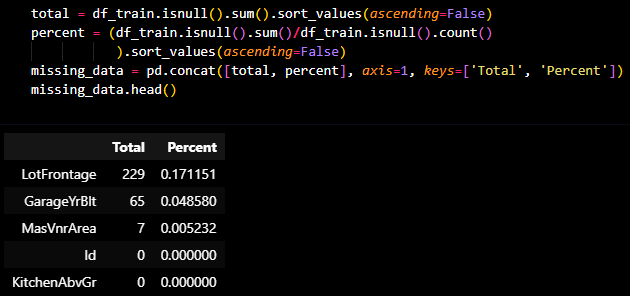 total = df_train.isnull().sum().sort_values(ascending=False)
percent = (df_train.isnull().sum()/df_train.isnull().count()
).sort_values(ascending=False)
missing_data = pd.concat([total, percent], axis=1, keys=['Total', 'Percent'])
missing_data.head()
Total Percent
LotFrontage 229 0.171151
GarageYrBlt 65 0.048580
MasVnrArea 7 0.005232
Id 0 0.000000
KitchenAbvGr 0 0.000000